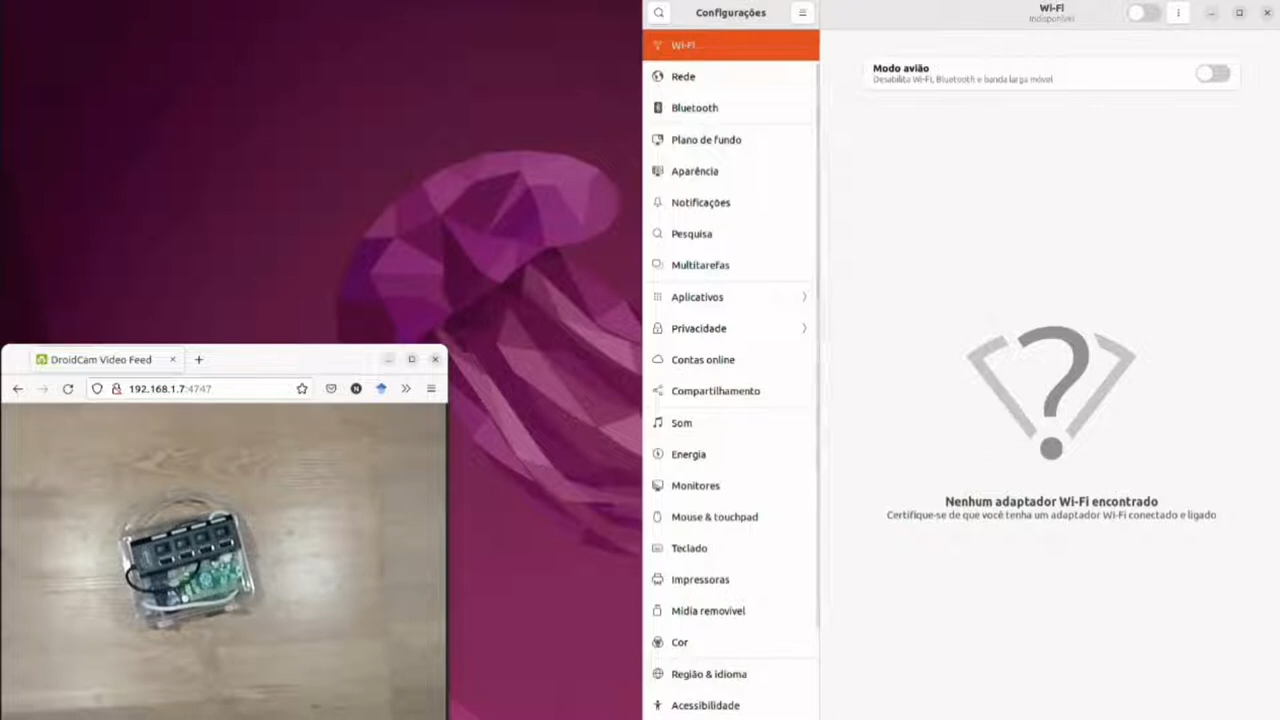 Configurações
Wi-Fi
Rede
Bluetooth
Plano de fundo
Aparência
Notificações
Pesquisa
Multitarefas
Aplicativos
Privacidade
Contas online
Compartilhamento
Som
Energia
Monitores
Mouse & touchpad
Teclado
Impressoras
Mídia removível
Cor
Região & idioma
Acessibilidade
Wi-Fi
Indisponível
Modo avião
Desabilita Wi-Fi, Bluetooth e banda larga móvel
Nenhum adaptador Wi-Fi encontrado
Certifique-se de que você tenha um adaptador Wi-Fi conectado e ligado
DroidCam Video Feed
192.168.1.7:4747